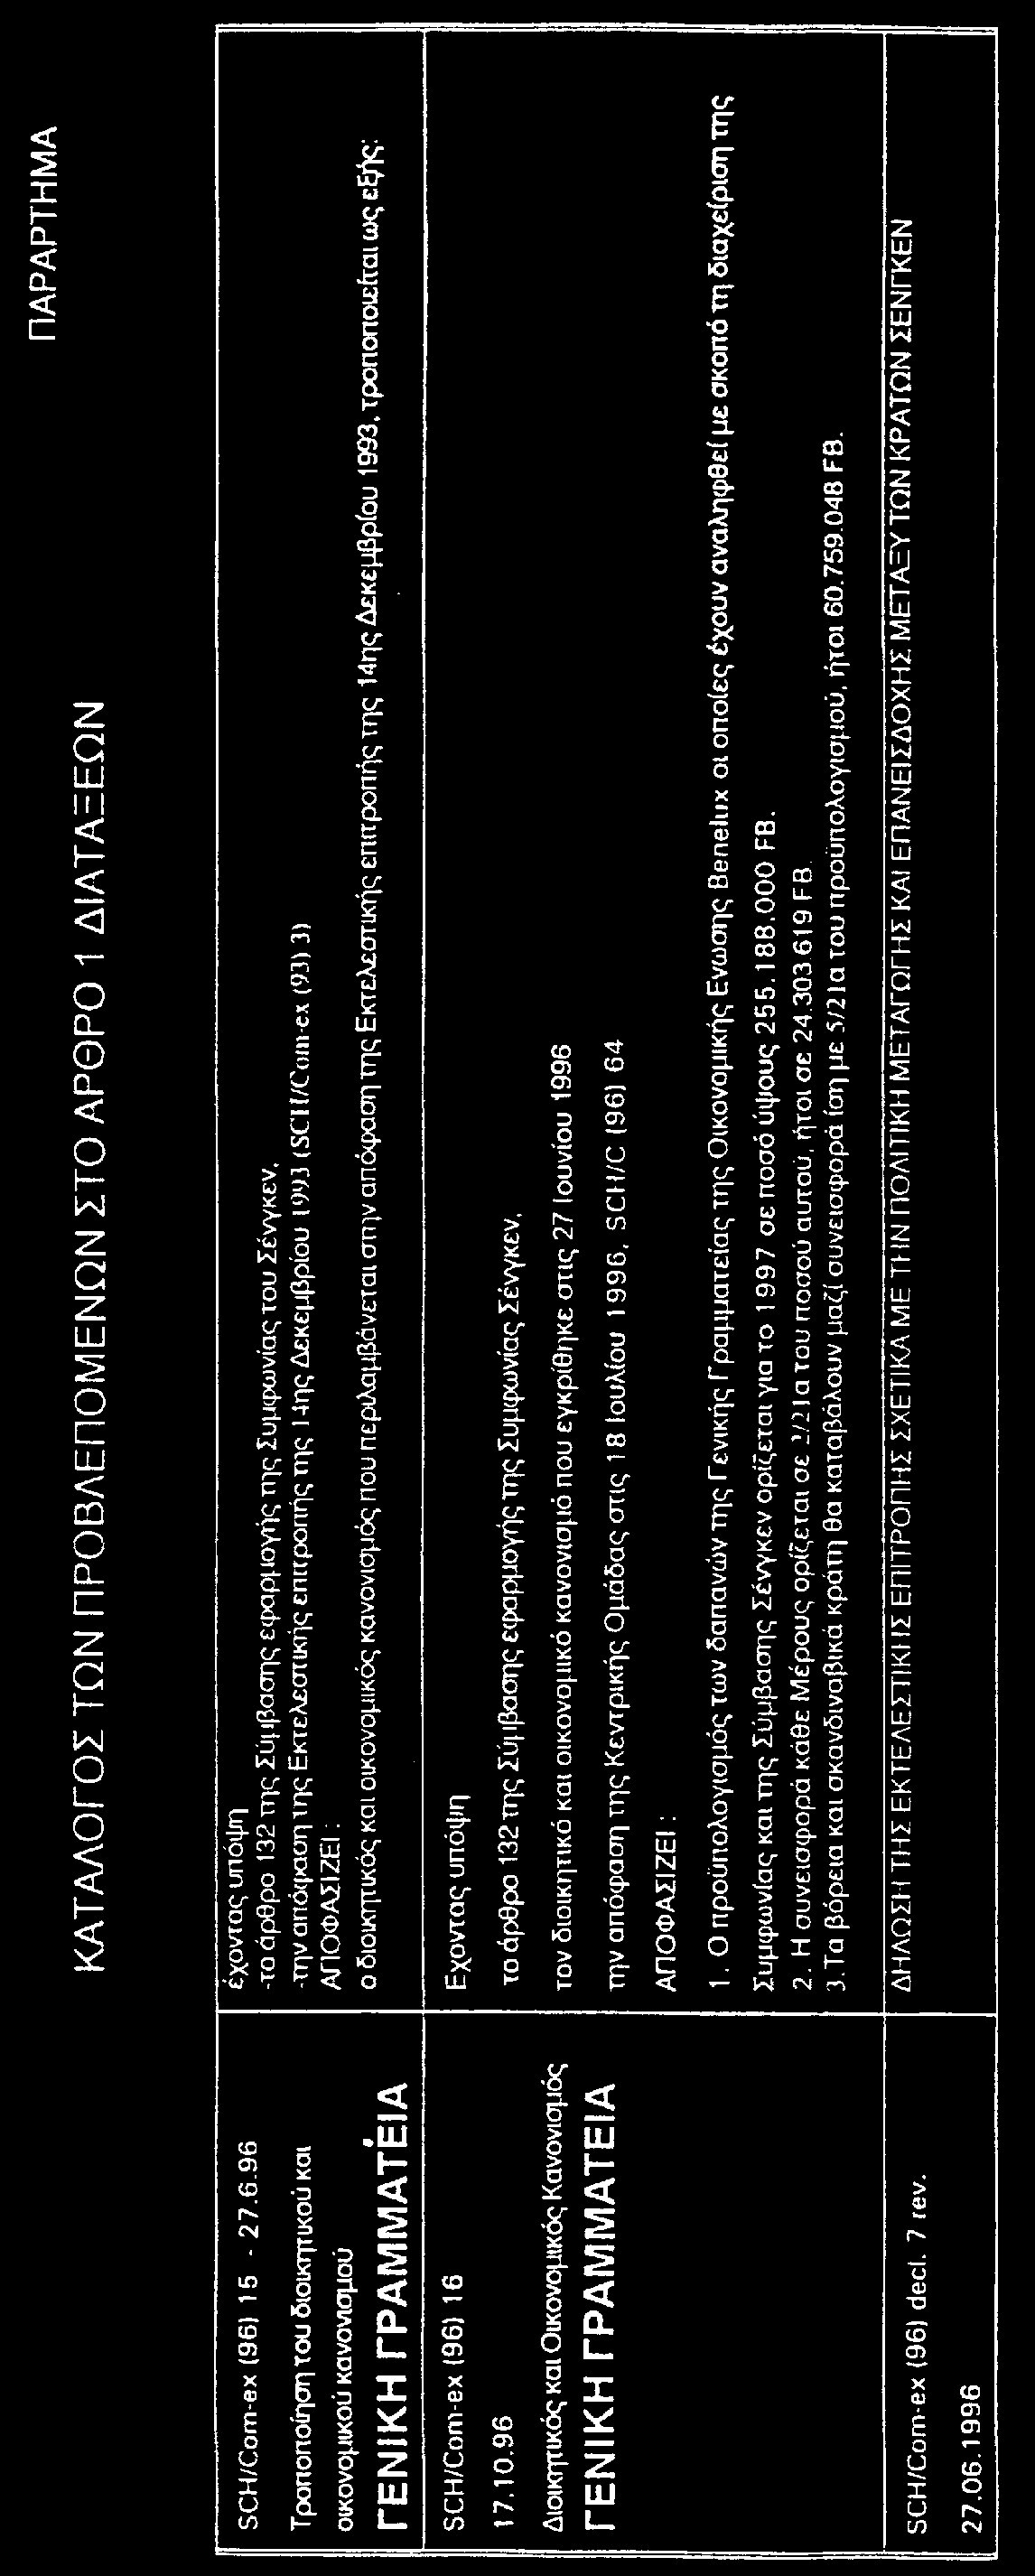 ΠΑΡΑΡΤΗΜΑ
ΚΑΤΑΛΟΓΟΣ ΤΩΝ ΠΡΟΒΛΕΠΟΜΕΝΩΝ ΣΤΟ ΑΡΘΡΟ 1 ΔΙΑΤΑΞΕΩΝ
SCH/Com-ex (96) 15 - 27.6.96
Τροποποίηση του διοικητικού και
οικονομικού κανονισμού
ΓΕΝΙΚΗ ΓΡΑΜΜΑΤΕΙΑ
έχοντας υπόψη
-το άρθρο 132 της Σύμβασης εφαρμογής της Συμφωνίας του Σένγκεν,
-την απόφαση της Εκτελεστικής επιτροπής της 14ης Δεκεμβρίου 1993 (SCH/Com-ex (93) 3)
ΑΠΟΦΑΣΙΖΕΙ :
ο διοικητικός και οικονομικός κανονισμός που περιλαμβάνεται στην απόφαση της Εκτελεστικής επιτροπής της 14ης Δεκεμβρίου 1993, τροποποιείται ως εξής:
SCH/Com-ex (96) 16
17.10.96
Διοικητικός και Οικονομικός Κανονισμός
ΓΕΝΙΚΗ ΓΡΑΜΜΑΤΕΙΑ
Εχοντας υπόψη
το άρθρο 132 της Σύμβασης εφαρμογής της Συμφωνίας Σένγκεν,
τον διοικητικό και οικονομικό κανονισμό που εγκρίθηκε στις 27 Ιουνίου 1996
την απόφαση της Κεντρικής Ομάδας στις 18 Ιουλίου 1996, SCH/C (96) 64
ΑΠΟΦΑΣΙΖΕΙ :
1. Ο προϋπολογισμός των δαπανών της Γενικής Γραμματείας της Οικονομικής Ενωσης Benelux οι οποίες έχουν αναληφθεί με σκοπό τη διαχείριση της
Συμφωνίας και της Σύμβασης Σένγκεν ορίζεται για το 1997 σε ποσό ύψους 255.188.000 FB.
2. Η συνεισφορά κάθε Μέρους ορίζεται σε 2/21α του ποσού αυτού, ήτοι σε 24.303.619 FB.
3.Τα βόρεια και σκανδιναβικά κράτη θα καταβάλουν μαζί συνεισφορά ίση με 5/21α του προϋπολογισμού, ήτοι 60.759.048 FB.
SCH/Com-ex (96) decl. 7 rev.
27.06.1996
ΔΗΛΩΣΗ ΤΗΣ ΕΚΤΕΛΕΣΤΙΚΗΣ ΕΠΙΤΡΟΠΗΣ ΣΧΕΤΙΚΑ ΜΕ ΤΗΝ ΠΟΛΙΤΙΚΗ ΜΕΤΑΓΩΓΗΣ ΚΑΙ ΕΠΑΝΕΙΣΔΟΧΗΣ ΜΕΤΑΞΥ ΤΩΝ ΚΡΑΤΩΝ ΣΕΝΓΚΕΝ